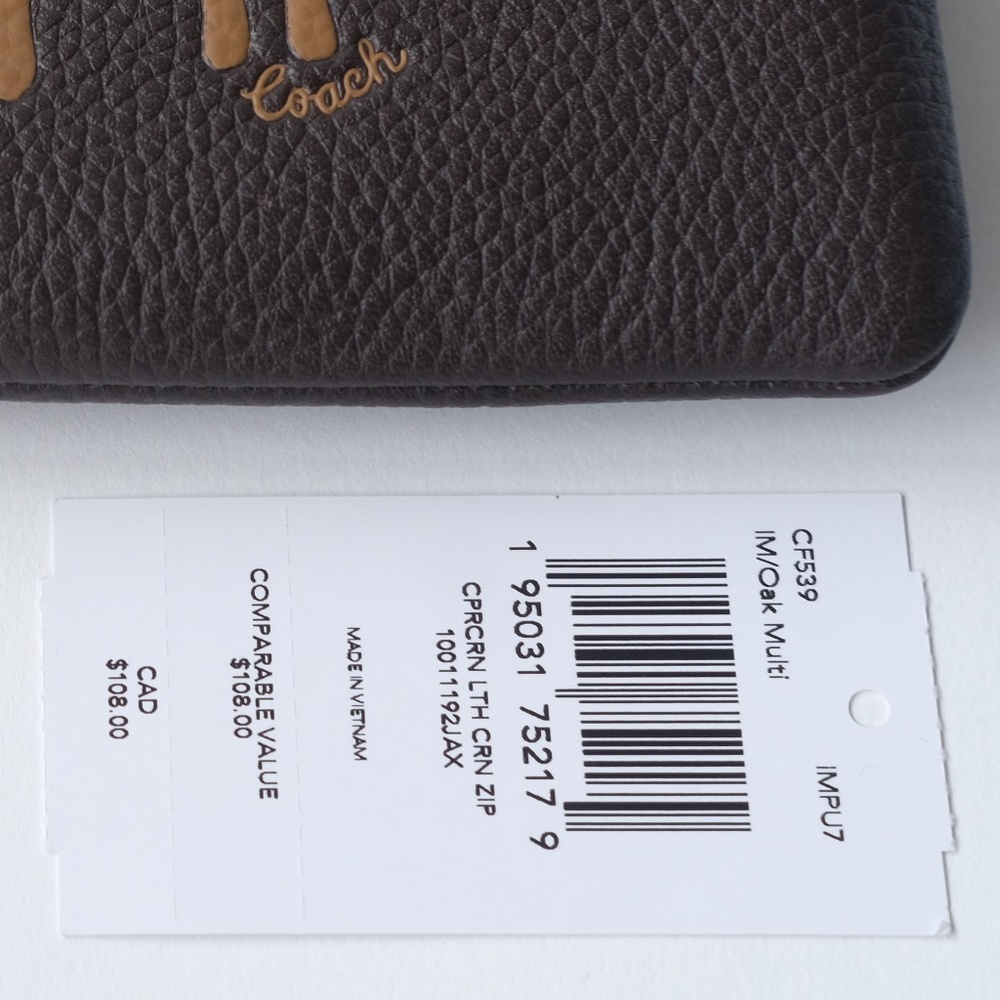 Coach
CF539
IMPU7
IM/Oak Multi
1 95031 75217 9
CPRCRN LTH CRN ZIP
10011192JAX
MADE IN VIETNAM
COMPARABLE VALUE
$108.00
CAD
$108.00